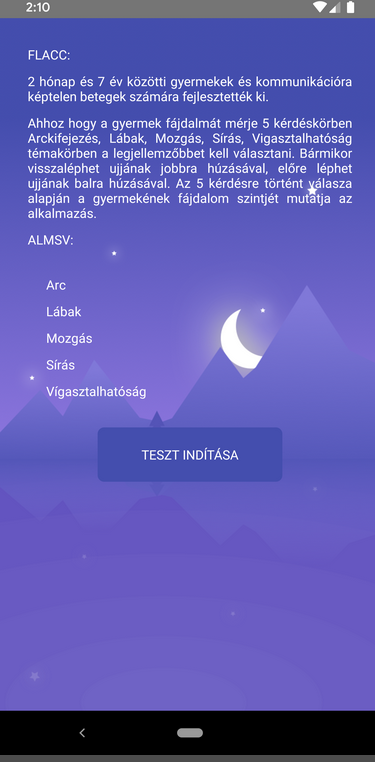 2:10
FLACC:
2 hónap és 7 év közötti gyermekek és kommunikációra
képtelen betegek számára fejlesztették ki.
Ahhoz hogy a gyermek fájdalmát mérje 5 kérdéskörben
Arckifejezés, Lábak, Mozgás, Sírás, Vigasztalhatóság
témakörben a legjellemzőbbet kell választani. Bármikor
visszaléphet ujjának jobbra húzásával, előre léphet
ujjának balra húzásával. Az 5 kérdésre történt válasza
alapján a gyermekének fájdalom szintjét mutatja az
alkalmazás.
ALMSV:
Arc
Lábak
Mozgás
Sírás
Vígasztalhatóság
TESZT INDÍTÁSA